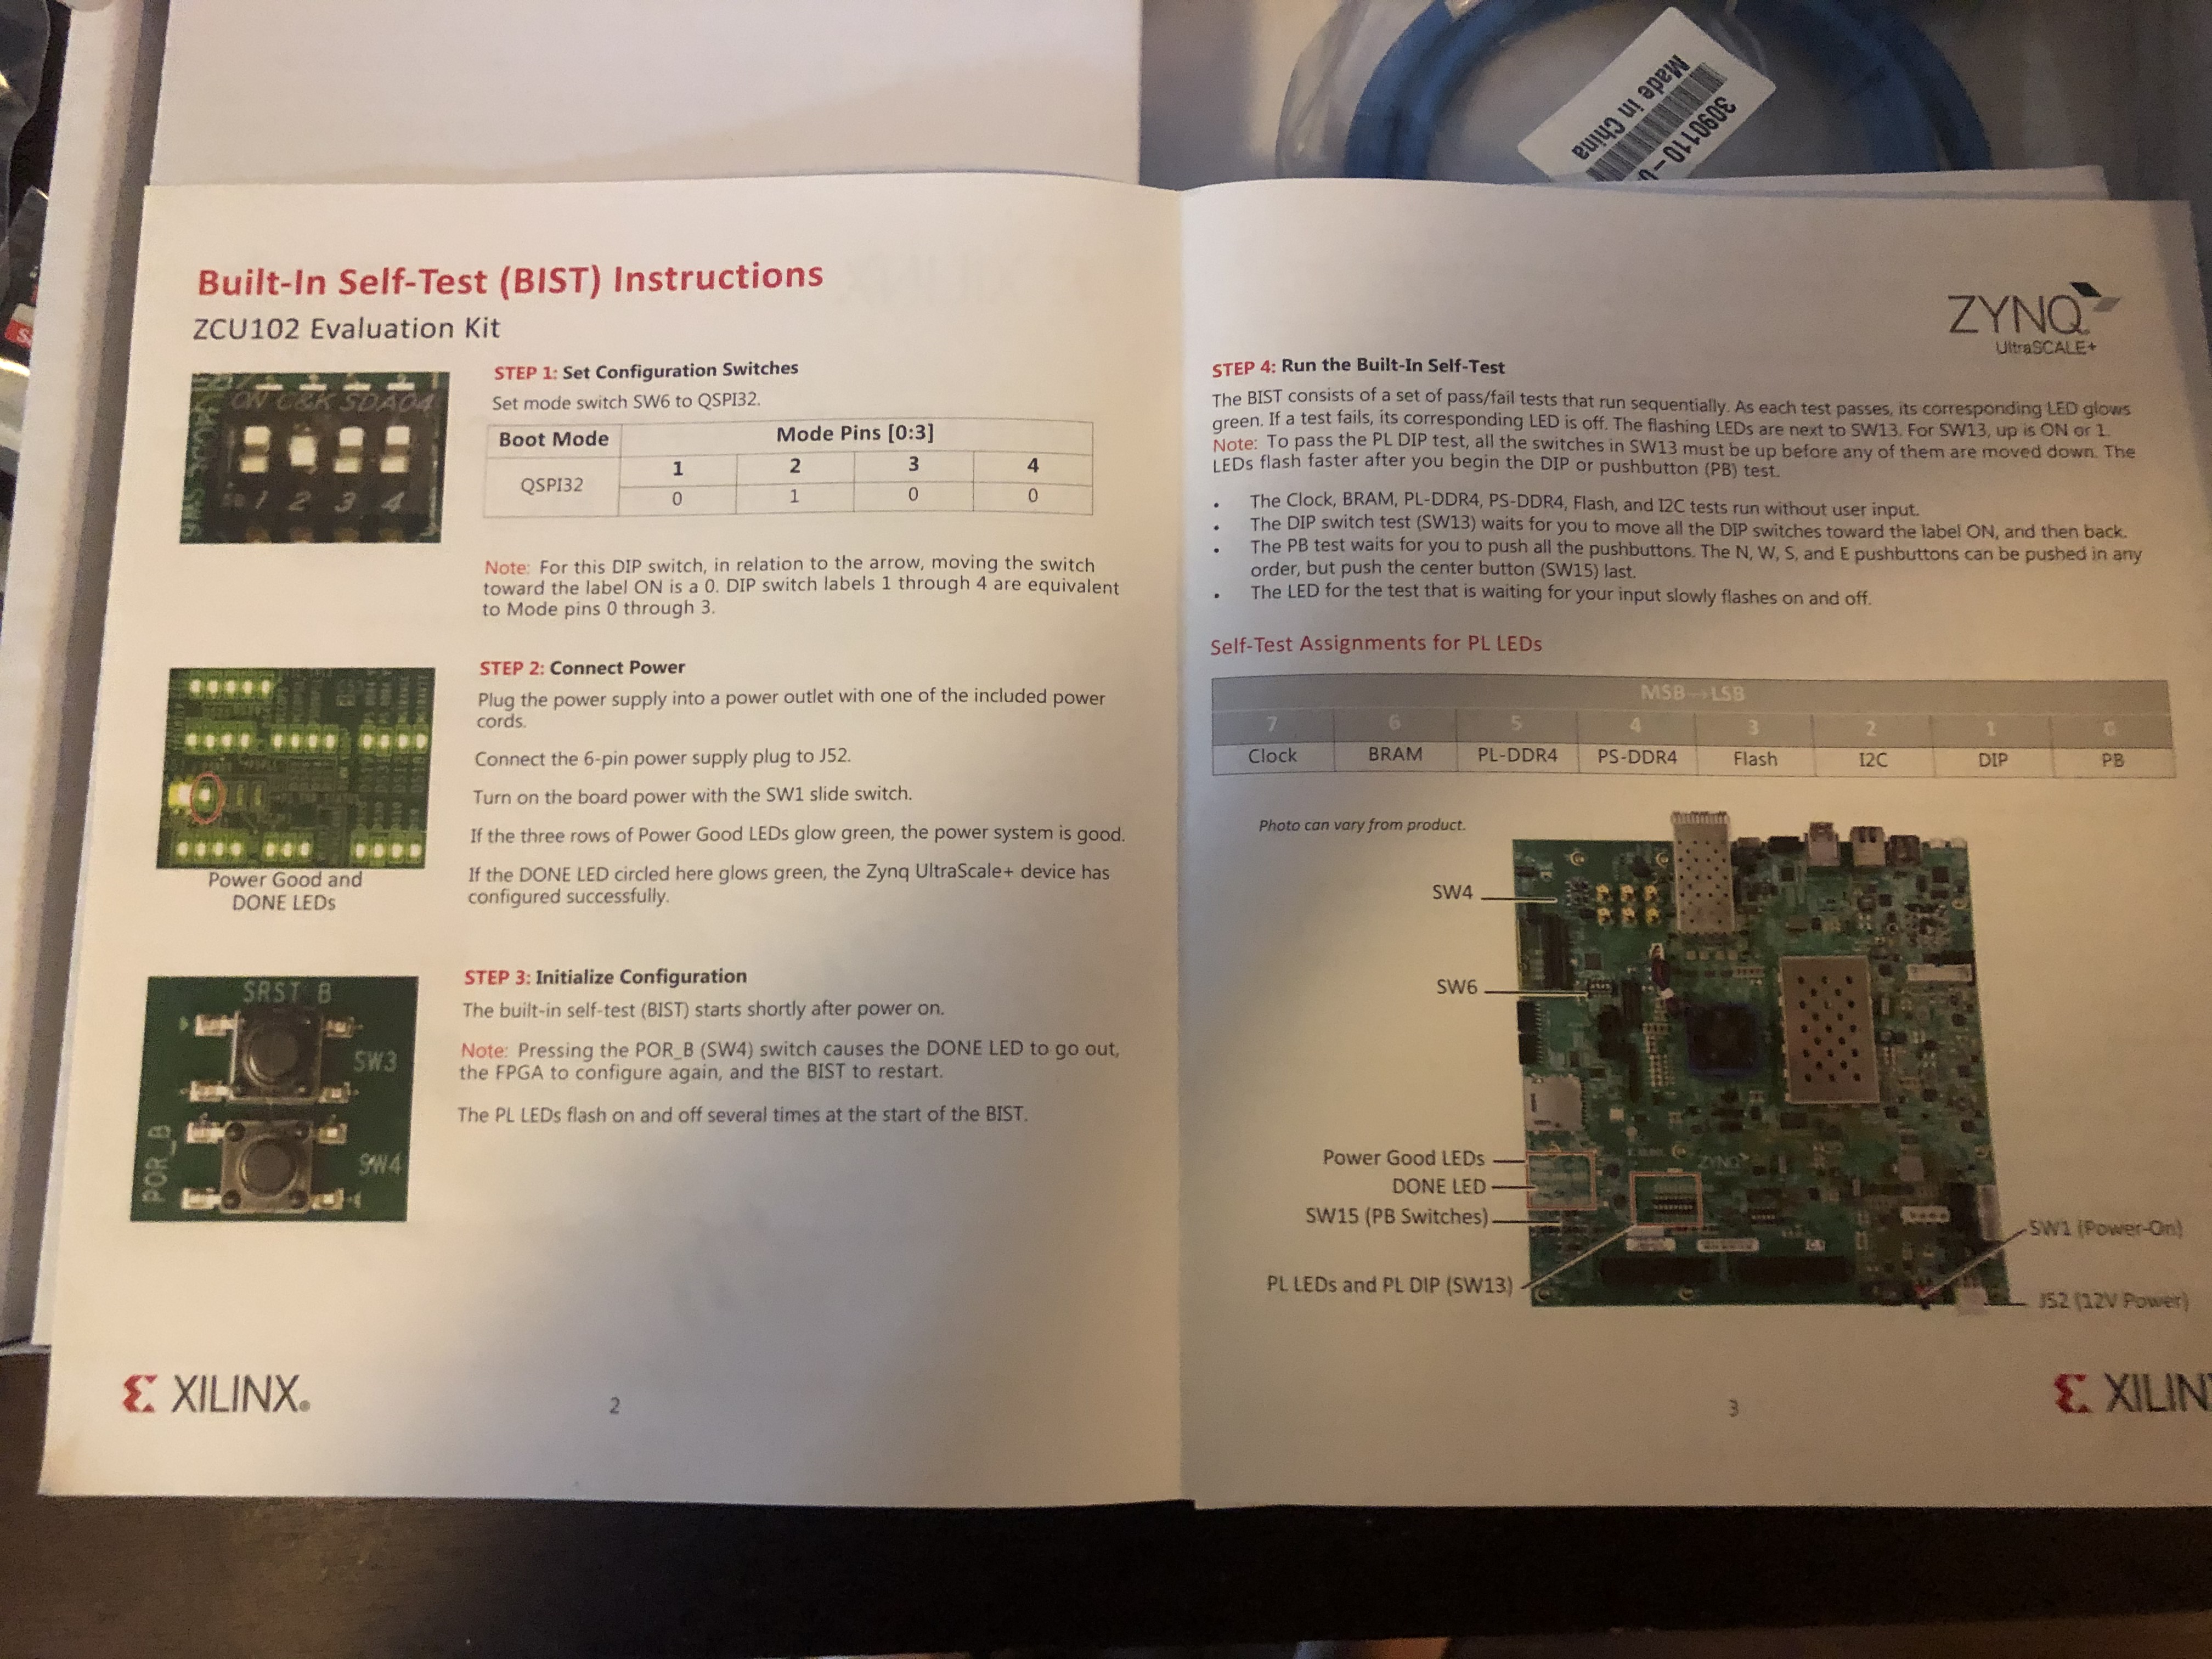 Built-In Self-Test (BIST) Instructions
ZCU102 Evaluation Kit
STEP 1: Set Configuration Switches
Set mode switch SW6 to QSPI32.
Boot Mode Mode Pins [0:3]
1 2 3 4
QSPI32 0 1 0 0
1 2 3 4
Note: For this DIP switch, in relation to the arrow, moving the switch
toward the label ON is a 0. DIP switch labels 1 through 4 are equivalent
to Mode pins 0 through 3.
STEP 2: Connect Power
Plug the power supply into a power outlet with one of the included power
cords.
Connect the 6-pin power supply plug to J52.
Turn on the board power with the SW1 slide switch.
If the three rows of Power Good LEDs glow green, the power system is good.
If the DONE LED circled here glows green, the Zynq UltraScale+ device has
configured successfully.
Power Good and
DONE LEDs
STEP 3: Initialize Configuration
The built-in self-test (BIST) starts shortly after power on.
Note: Pressing the POR_B (SW4) switch causes the DONE LED to go out,
the FPGA to configure again, and the BIST to restart.
The PL LEDs flash on and off several times at the start of the BIST.
SRST_B
SW3
POR_B
SW4
XILINX®
2
ZYNQ®
UltraSCALE+
STEP 4: Run the Built-In Self-Test
The BIST consists of a set of pass/fail tests that run sequentially. As each test passes, its corresponding LED glows
green. If a test fails, its corresponding LED is off. The flashing LEDs are next to SW13. For SW13, up is ON or 1.
Note: To pass the PL DIP test, all the switches in SW13 must be up before any of them are moved down. The
LEDs flash faster after you begin the DIP or pushbutton (PB) test.
• The Clock, BRAM, PL-DDR4, PS-DDR4, Flash, and I2C tests run without user input.
• The DIP switch test (SW13) waits for you to move all the DIP switches toward the label ON, and then back.
• The PB test waits for you to push all the pushbuttons. The N, W, S, and E pushbuttons can be pushed in any
order, but push the center button (SW15) last.
• The LED for the test that is waiting for your input slowly flashes on and off.
Self-Test Assignments for PL LEDs
MSB→LSB
7 6 5 4 3 2 1 0
Clock BRAM PL-DDR4 PS-DDR4 Flash I2C DIP PB
Photo can vary from product.
SW4
SW6
Power Good LEDs
DONE LED
SW15 (PB Switches)
PL LEDs and PL DIP (SW13)
SW1 (Power-On)
J52 (12V Power)
3
XILIN
3090110-
Made in China